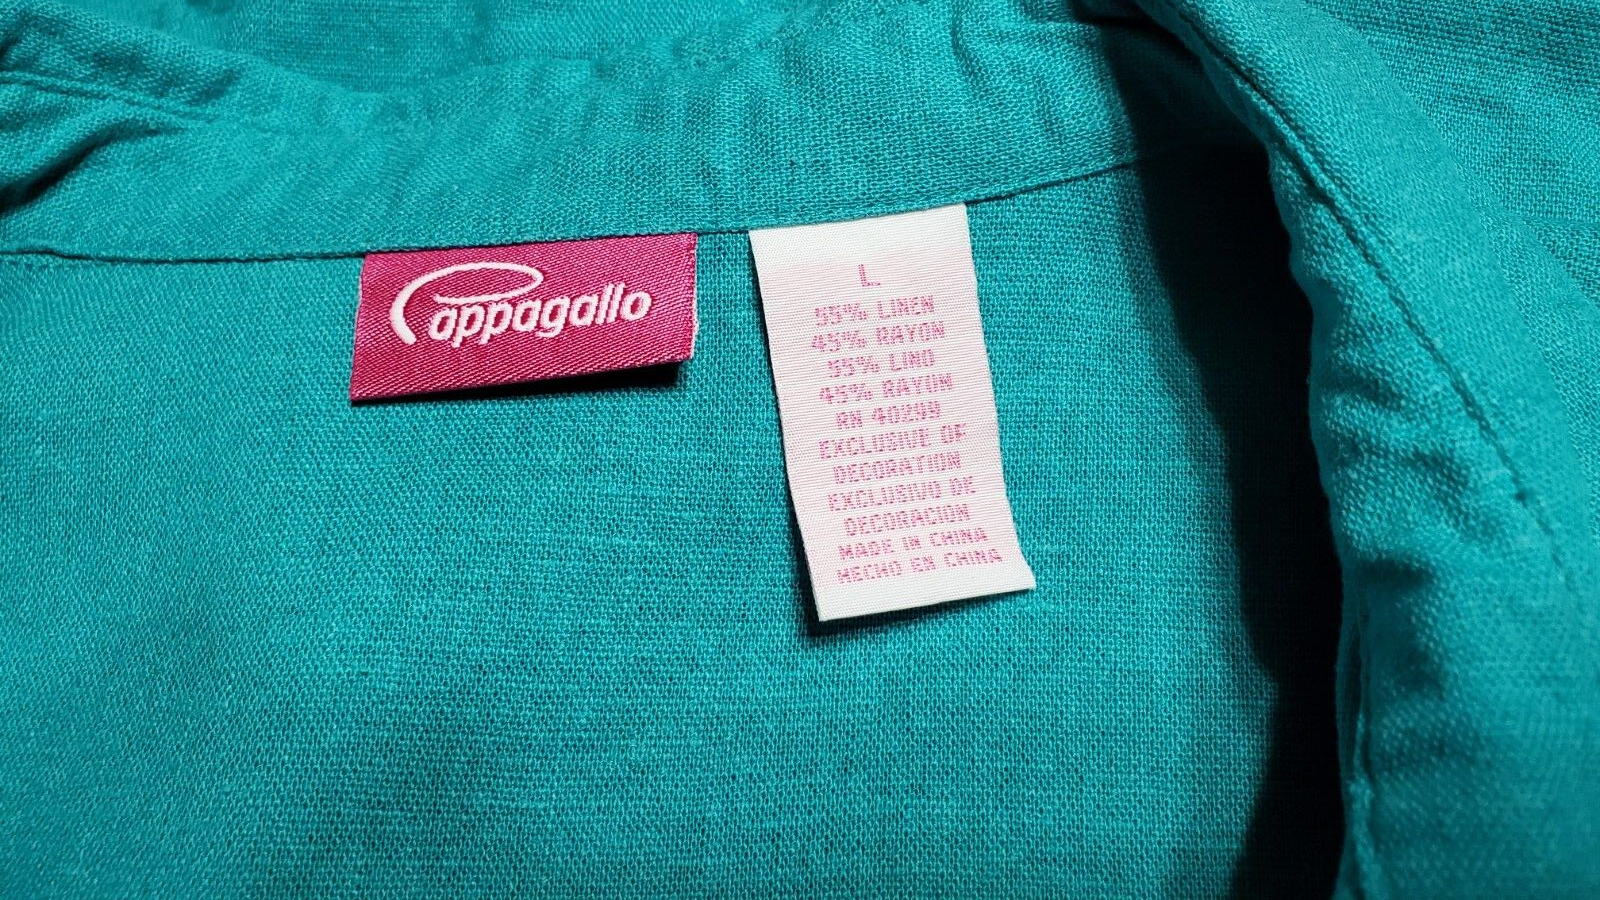 Pappagallo
L
55% LINEN
45% RAYON
55% LINO
45% RAYON
RN 40299
EXCLUSIVE OF
DECORATION
EXCLUSIVO DE
DECORACION
MADE IN CHINA
HECHO EN CHINA